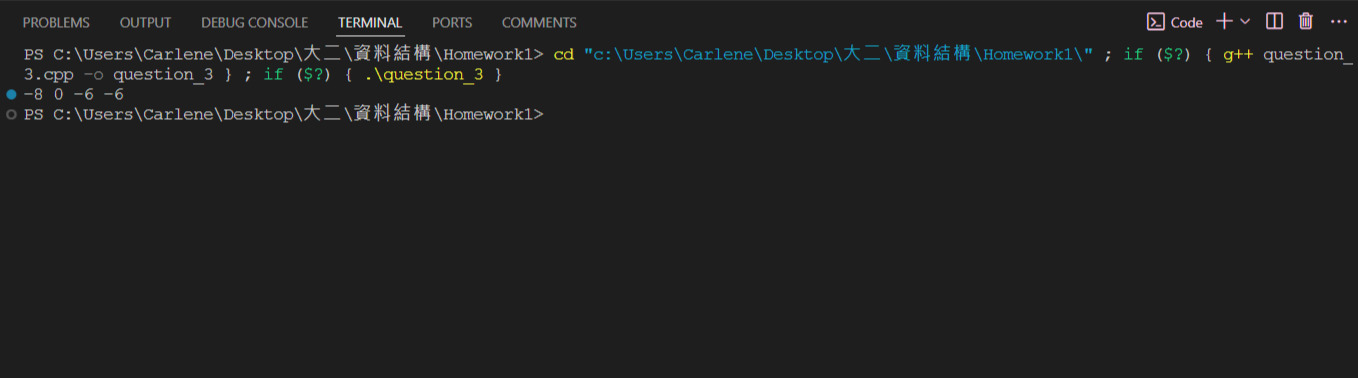 PROBLEMS OUTPUT DEBUG CONSOLE TERMINAL PORTS COMMENTS Code
PS C:\Users\Carlene\Desktop\大二\資料結構\Homework1> cd "c:\Users\Carlene\Desktop\大二\資料結構\Homework1\" ; if ($?) { g++ question_
3.cpp -o question_3 } ; if ($?) { .\question_3 }
-8 0 -6 -6
PS C:\Users\Carlene\Desktop\大二\資料結構\Homework1>